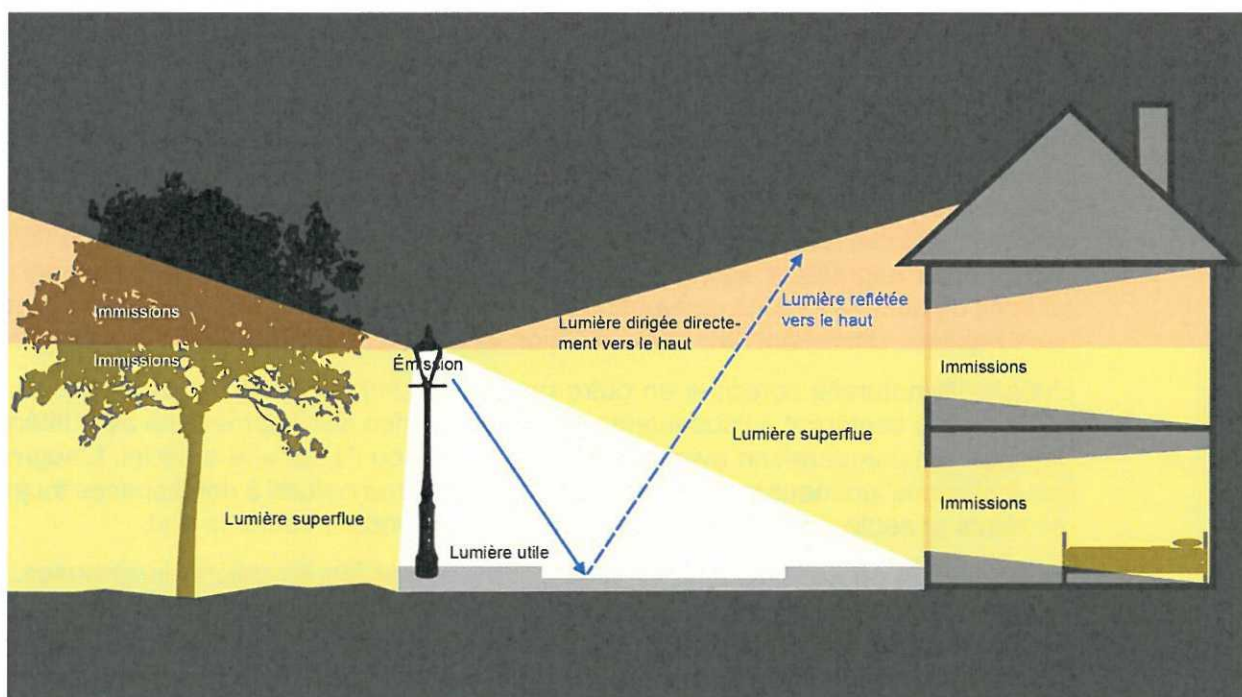 Immissions
Immissions
Émission
Lumière dirigée directe-
ment vers le haut
Lumière reflétée
vers le haut
Immissions
Lumière superflue
Immissions
Lumière superflue
Lumière utile